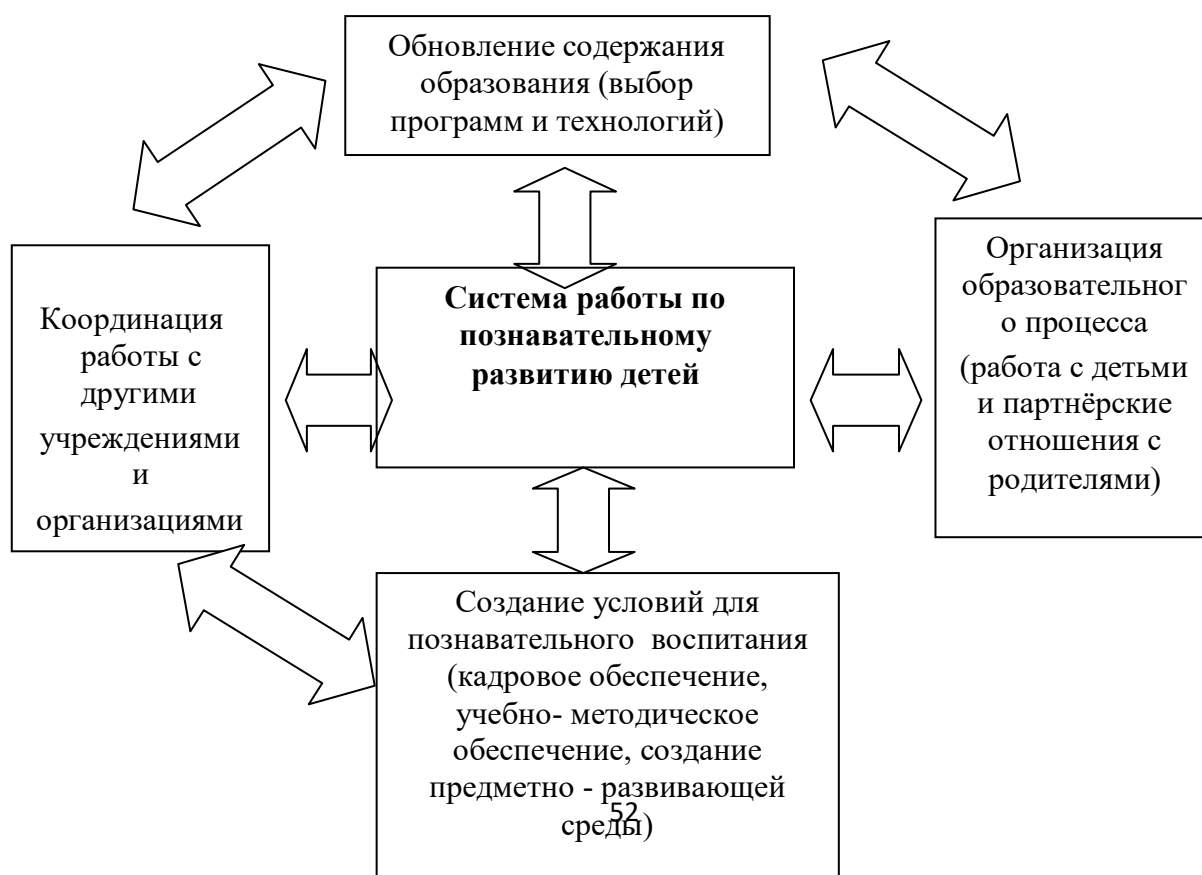 Обновление содержания
образования (выбор
программ и технологий)
Координация
работы с
другими
учреждениями
и
организациями
Система работы по
познавательному
развитию детей
Организация
образовательног
о процесса
(работа с детьми
и партнёрские
отношения с
родителями)
Создание условий для
познавательного  воспитания
(кадровое обеспечение,
учебно- методическое
обеспечение, создание
предметно - развивающей
среды)
52